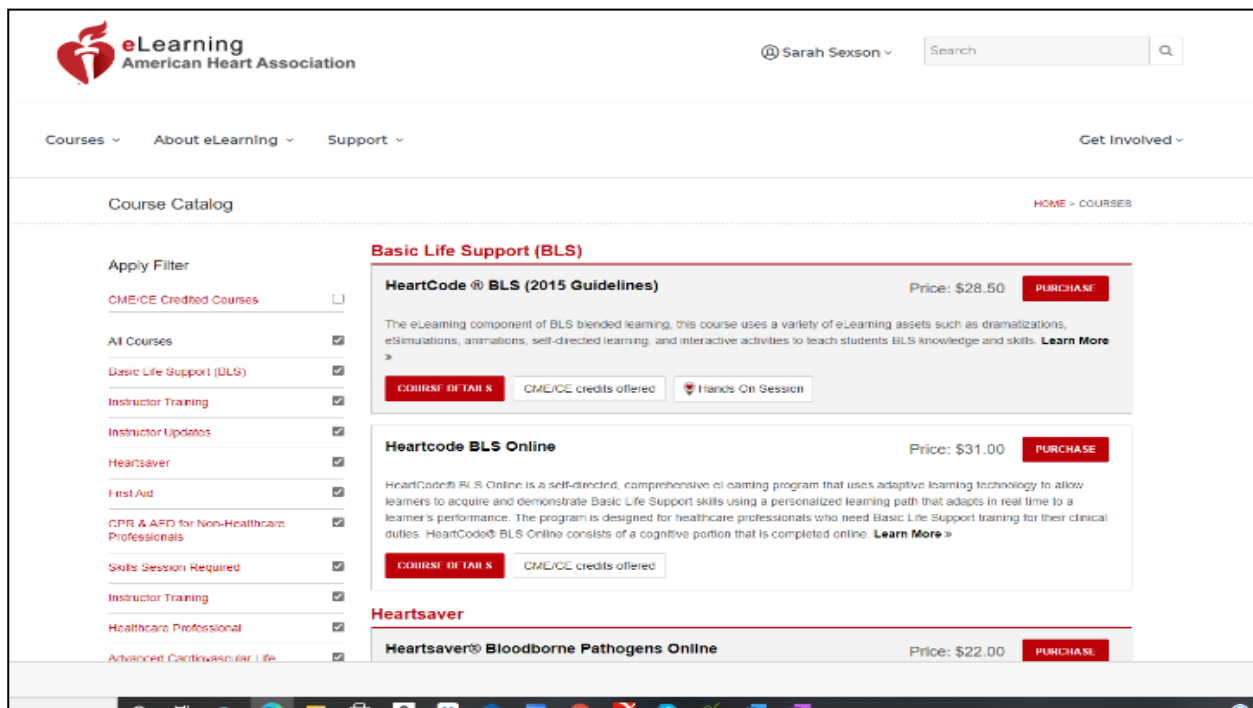 eLearning
American Heart Association
Sarah Sexson
Search
Courses
About eLearning
Support
Get Involved
Course Catalog
HOME > COURSES
Apply Filter
CME/CE Credited Courses
All Courses
Basic Life Support (BLS)
Instructor Training
Instructor Updates
Heartsaver
First Aid
CPR & AED for Non-Healthcare
Professionals
Skills Session Required
Instructor Training
Healthcare Professional
Advanced Cardiovascular Life
Basic Life Support (BLS)
HeartCode ® BLS (2015 Guidelines)
Price: $28.50
PURCHASE
The eLearning component of BLS blended learning, this course uses a variety of eLearning assets such as dramatizations,
eSimulations, animations, self-directed learning, and interactive activities to teach students BLS knowledge and skills. Learn More
»
COURSE DETAILS
CME/CE credits offered
Hands-On Session
Heartcode BLS Online
Price: $31.00
PURCHASE
HeartCode® BLS Online is a self-directed, comprehensive eLearning program that uses adaptive learning technology to allow
learners to acquire and demonstrate Basic Life Support skills using a personalized learning path that adapts in real time to a
learner's performance. The program is designed for healthcare professionals who need Basic Life Support training for their clinical
duties. HeartCode® BLS Online consists of a cognitive portion that is completed online. Learn More »
COURSE DETAILS
CME/CE credits offered
Heartsaver
Heartsaver® Bloodborne Pathogens Online
Price: $22.00
PURCHASE